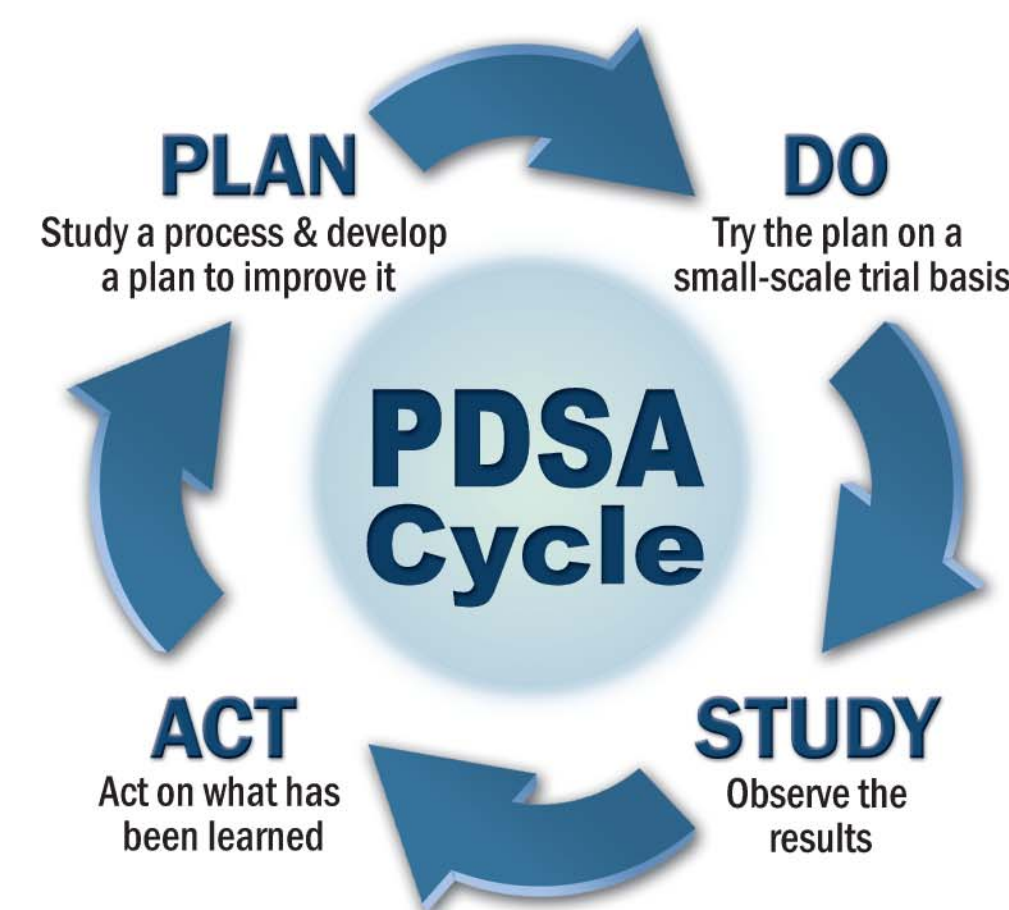 PLAN
Study a process & develop
a plan to improve it
DO
Try the plan on a
small-scale trial basis
PDSA
Cycle
STUDY
Observe the
results
ACT
Act on what has
been learned